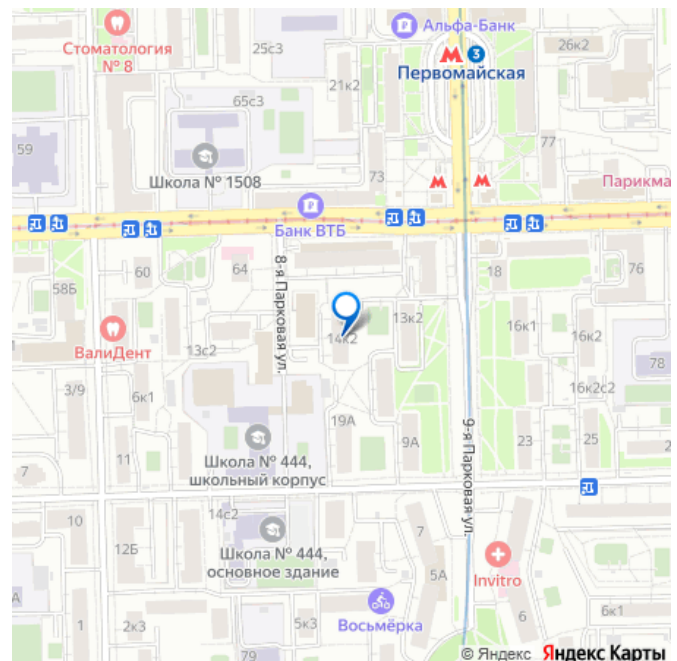 Альфа-Банк
Стоматология
№ 8
25с3
М 3
26к2
Первомайская
21к2
65с3
59
77
Школа № 1508
73
М
М
Парикма
Банк ВТБ
60
64
18
76
58Б
8-я Парковая ул.
13к2
16к1
ВалиДент
13с2
14к2
78
3/9
6к1
16к2с2
19А
9-я Парковая ул.
11
9А
23
25
2
7
Школа № 444,
школьный корпус
10
14с2
12Б
7
Школа № 444,
основное здание
5А
Invitro
А
1
2к3
Восьмёрка
6
6к1
79
© Яндекс Яндекс Карты